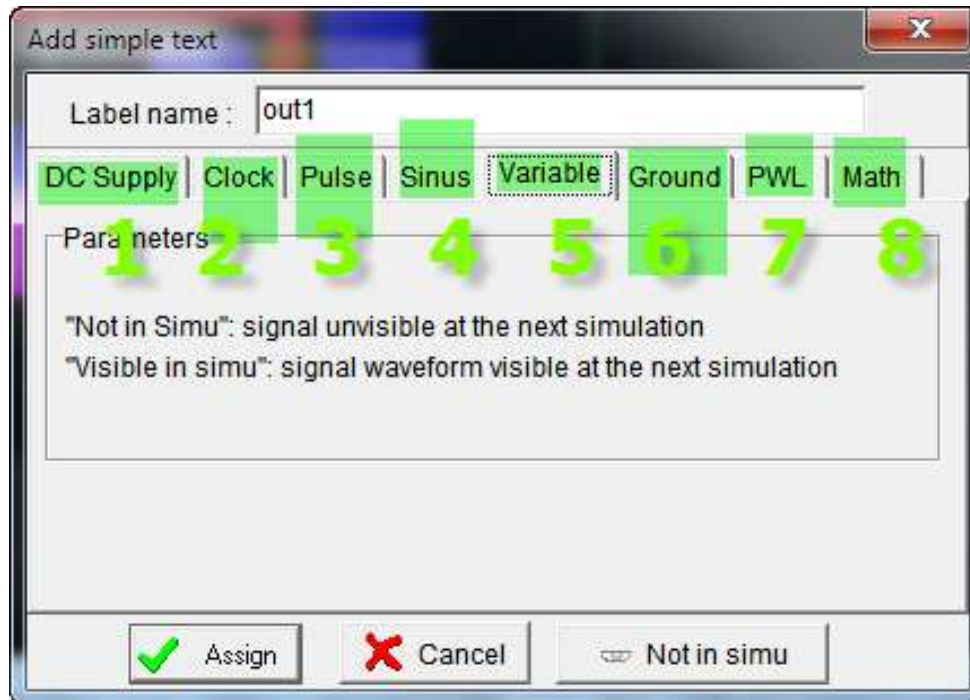 Add simple text
Label name : out1
DC Supply Clock Pulse Sinus Variable Ground PWL Math
1 2 3 4 5 6 7 8
Parameters
"Not in Simu": signal unvisible at the next simulation
"Visible in simu": signal waveform visible at the next simulation
Assign Cancel Not in simu